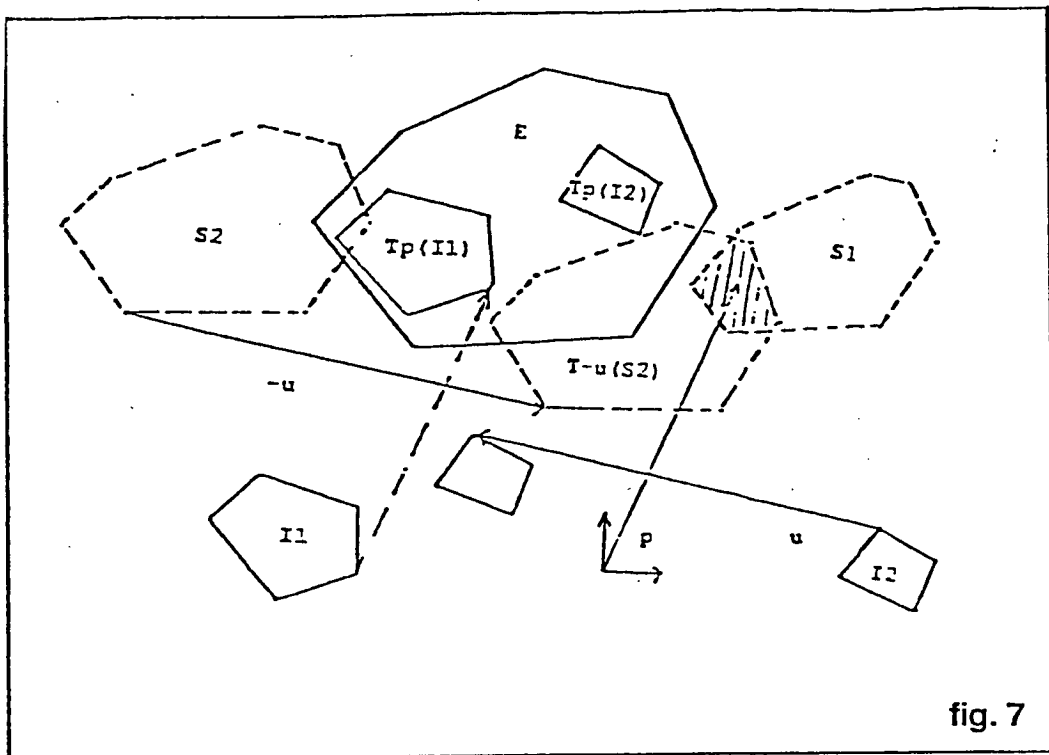 E
Tp(I2)
S2
Tp(I1)
S1
T-u(S2)
-u
I1
p
u
I2
fig. 7